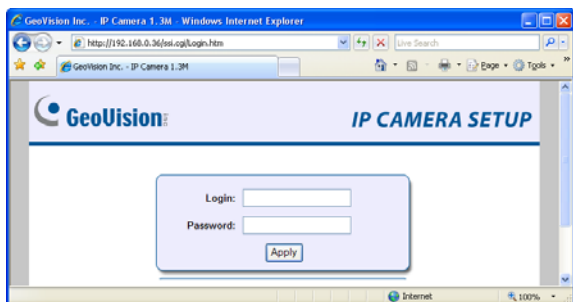 GeoVision Inc. - IP Camera 1.3M - Windows Internet Explorer
http://192.168.0.36/ssi.cgi/Login.htm
Live Search
GeoVision Inc. - IP Camera 1.3M
Page
Tools
GeoVision
IP CAMERA SETUP
Login:
Password:
Apply
Internet
100%